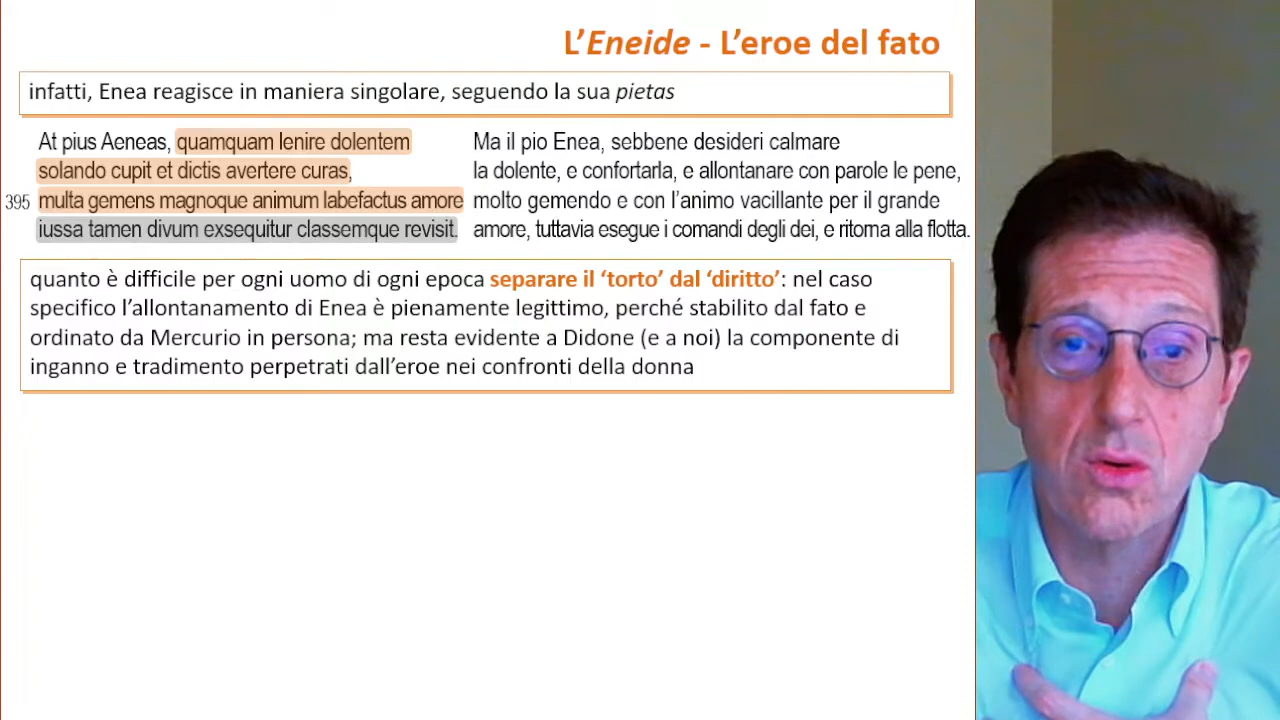 L'Eneide - L'eroe del fato
infatti, Enea reagisce in maniera singolare, seguendo la sua pietas
At pius Aeneas, quamquam lenire dolentem
solando cupit et dictis avertere curas,
395 multa gemens magnoque animum labefactus amore
iussa tamen divum exsequitur classemque revisit.
Ma il pio Enea, sebbene desideri calmare
la dolente, e confortarla, e allontanare con parole le pene,
molto gemendo e con l'animo vacillante per il grande
amore, tuttavia esegue i comandi degli dei, e ritorna alla flotta.
quanto è difficile per ogni uomo di ogni epoca separare il 'torto' dal 'diritto': nel caso
specifico l'allontanamento di Enea è pienamente legittimo, perché stabilito dal fato e
ordinato da Mercurio in persona; ma resta evidente a Didone (e a noi) la componente di
inganno e tradimento perpetrati dall'eroe nei confronti della donna